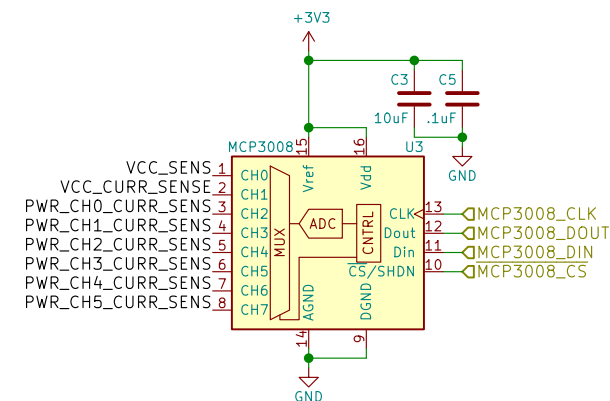 +3V3
C3 C5
10uF .1uF
GND
MCP3008 15 16 U3
Vref Vdd
VCC_SENS 1 CH0
VCC_CURR_SENSE 2 CH1
PWR_CH0_CURR_SENS 3 CH2
PWR_CH1_CURR_SENS 4 CH3
PWR_CH2_CURR_SENS 5 CH4
PWR_CH3_CURR_SENS 6 CH5
PWR_CH4_CURR_SENS 7 CH6
PWR_CH5_CURR_SENS 8 CH7
MUX
ADC
CNTRL
CLK 13 MCP3008_CLK
Dout 12 MCP3008_DOUT
Din 11 MCP3008_DIN
CS/SHDN 10 MCP3008_CS
AGND DGND
14 9
GND